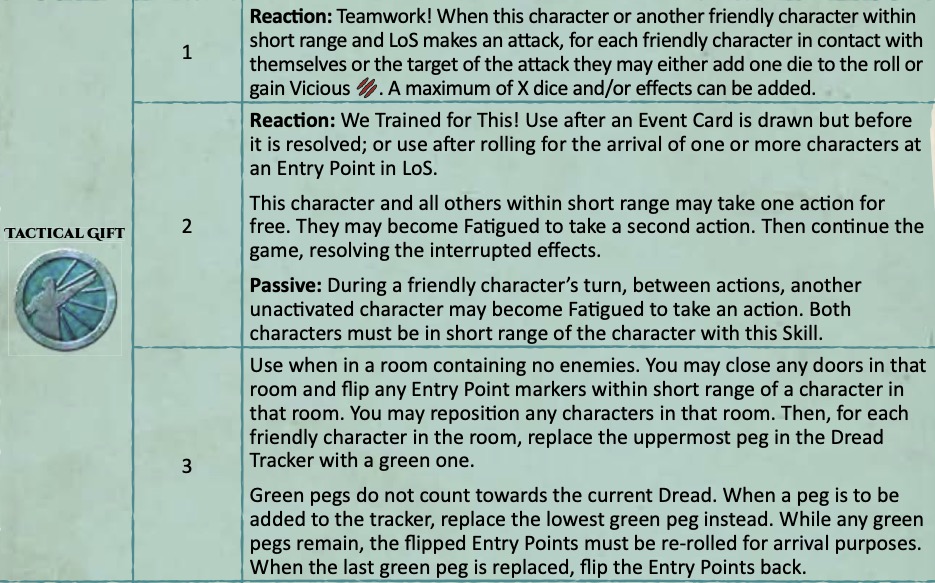 1
Reaction: Teamwork! When this character or another friendly character within
short range and LoS makes an attack, for each friendly character in contact with
themselves or the target of the attack they may either add one die to the roll or
gain Vicious . A maximum of X dice and/or effects can be added.
TACTICAL GIFT
2
Reaction: We Trained for This! Use after an Event Card is drawn but before
it is resolved; or use after rolling for the arrival of one or more characters at
an Entry Point in LoS.
This character and all others within short range may take one action for
free. They may become Fatigued to take a second action. Then continue the
game, resolving the interrupted effects.
Passive: During a friendly character’s turn, between actions, another
unactivated character may become Fatigued to take an action. Both
characters must be in short range of the character with this Skill.
3
Use when in a room containing no enemies. You may close any doors in that
room and flip any Entry Point markers within short range of a character in
that room. You may reposition any characters in that room. Then, for each
friendly character in the room, replace the uppermost peg in the Dread
Tracker with a green one.
Green pegs do not count towards the current Dread. When a peg is to be
added to the tracker, replace the lowest green peg instead. While any green
pegs remain, the flipped Entry Points must be re-rolled for arrival purposes.
When the last green peg is replaced, flip the Entry Points back.